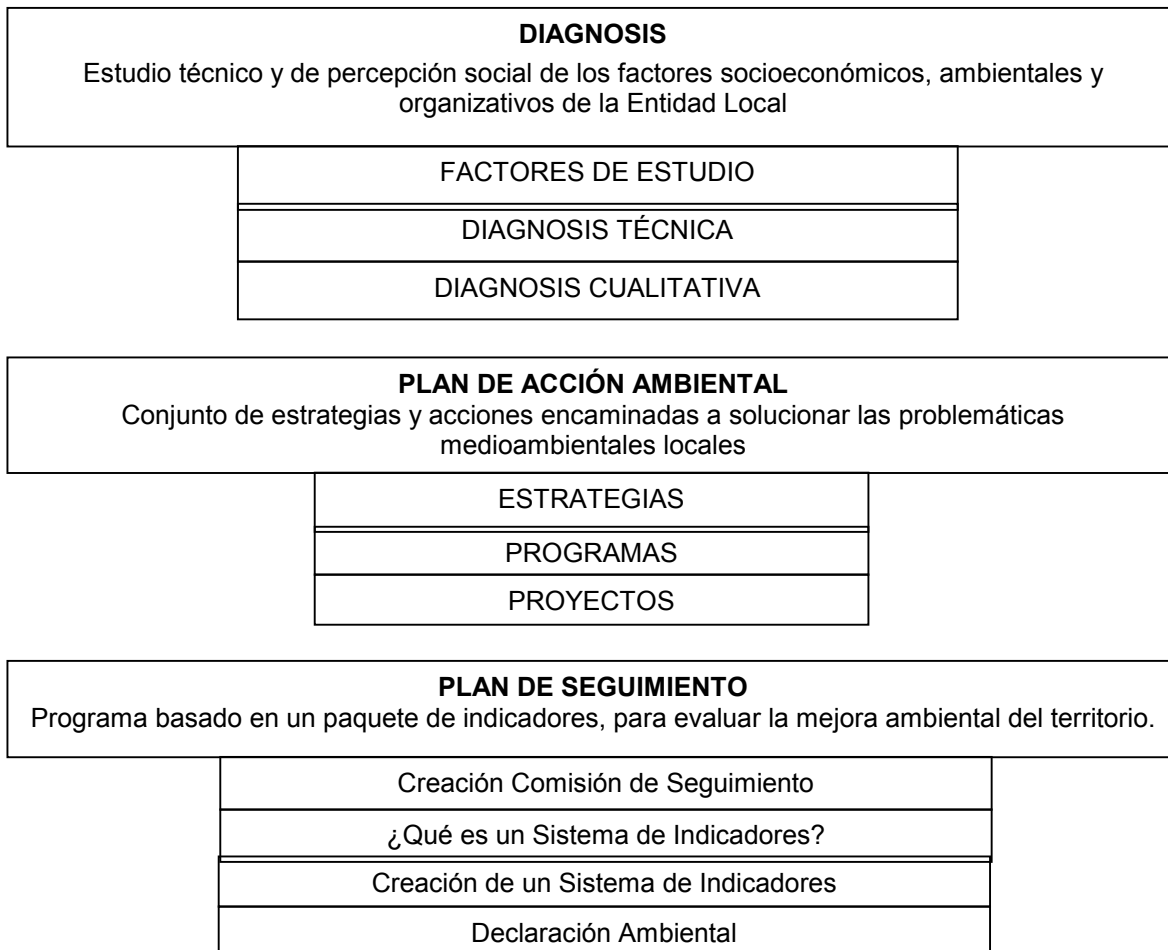 DIAGNOSIS
Estudio técnico y de percepción social de los factores socioeconómicos, ambientales y
organizativos de la Entidad Local
FACTORES DE ESTUDIO
DIAGNOSIS TÉCNICA
DIAGNOSIS CUALITATIVA
PLAN DE ACCIÓN AMBIENTAL
Conjunto de estrategias y acciones encaminadas a solucionar las problemáticas
medioambientales locales
ESTRATEGIAS
PROGRAMAS
PROYECTOS
PLAN DE SEGUIMIENTO
Programa basado en un paquete de indicadores, para evaluar la mejora ambiental del territorio.
Creación Comisión de Seguimiento
¿Qué es un Sistema de Indicadores?
Creación de un Sistema de Indicadores
Declaración Ambiental